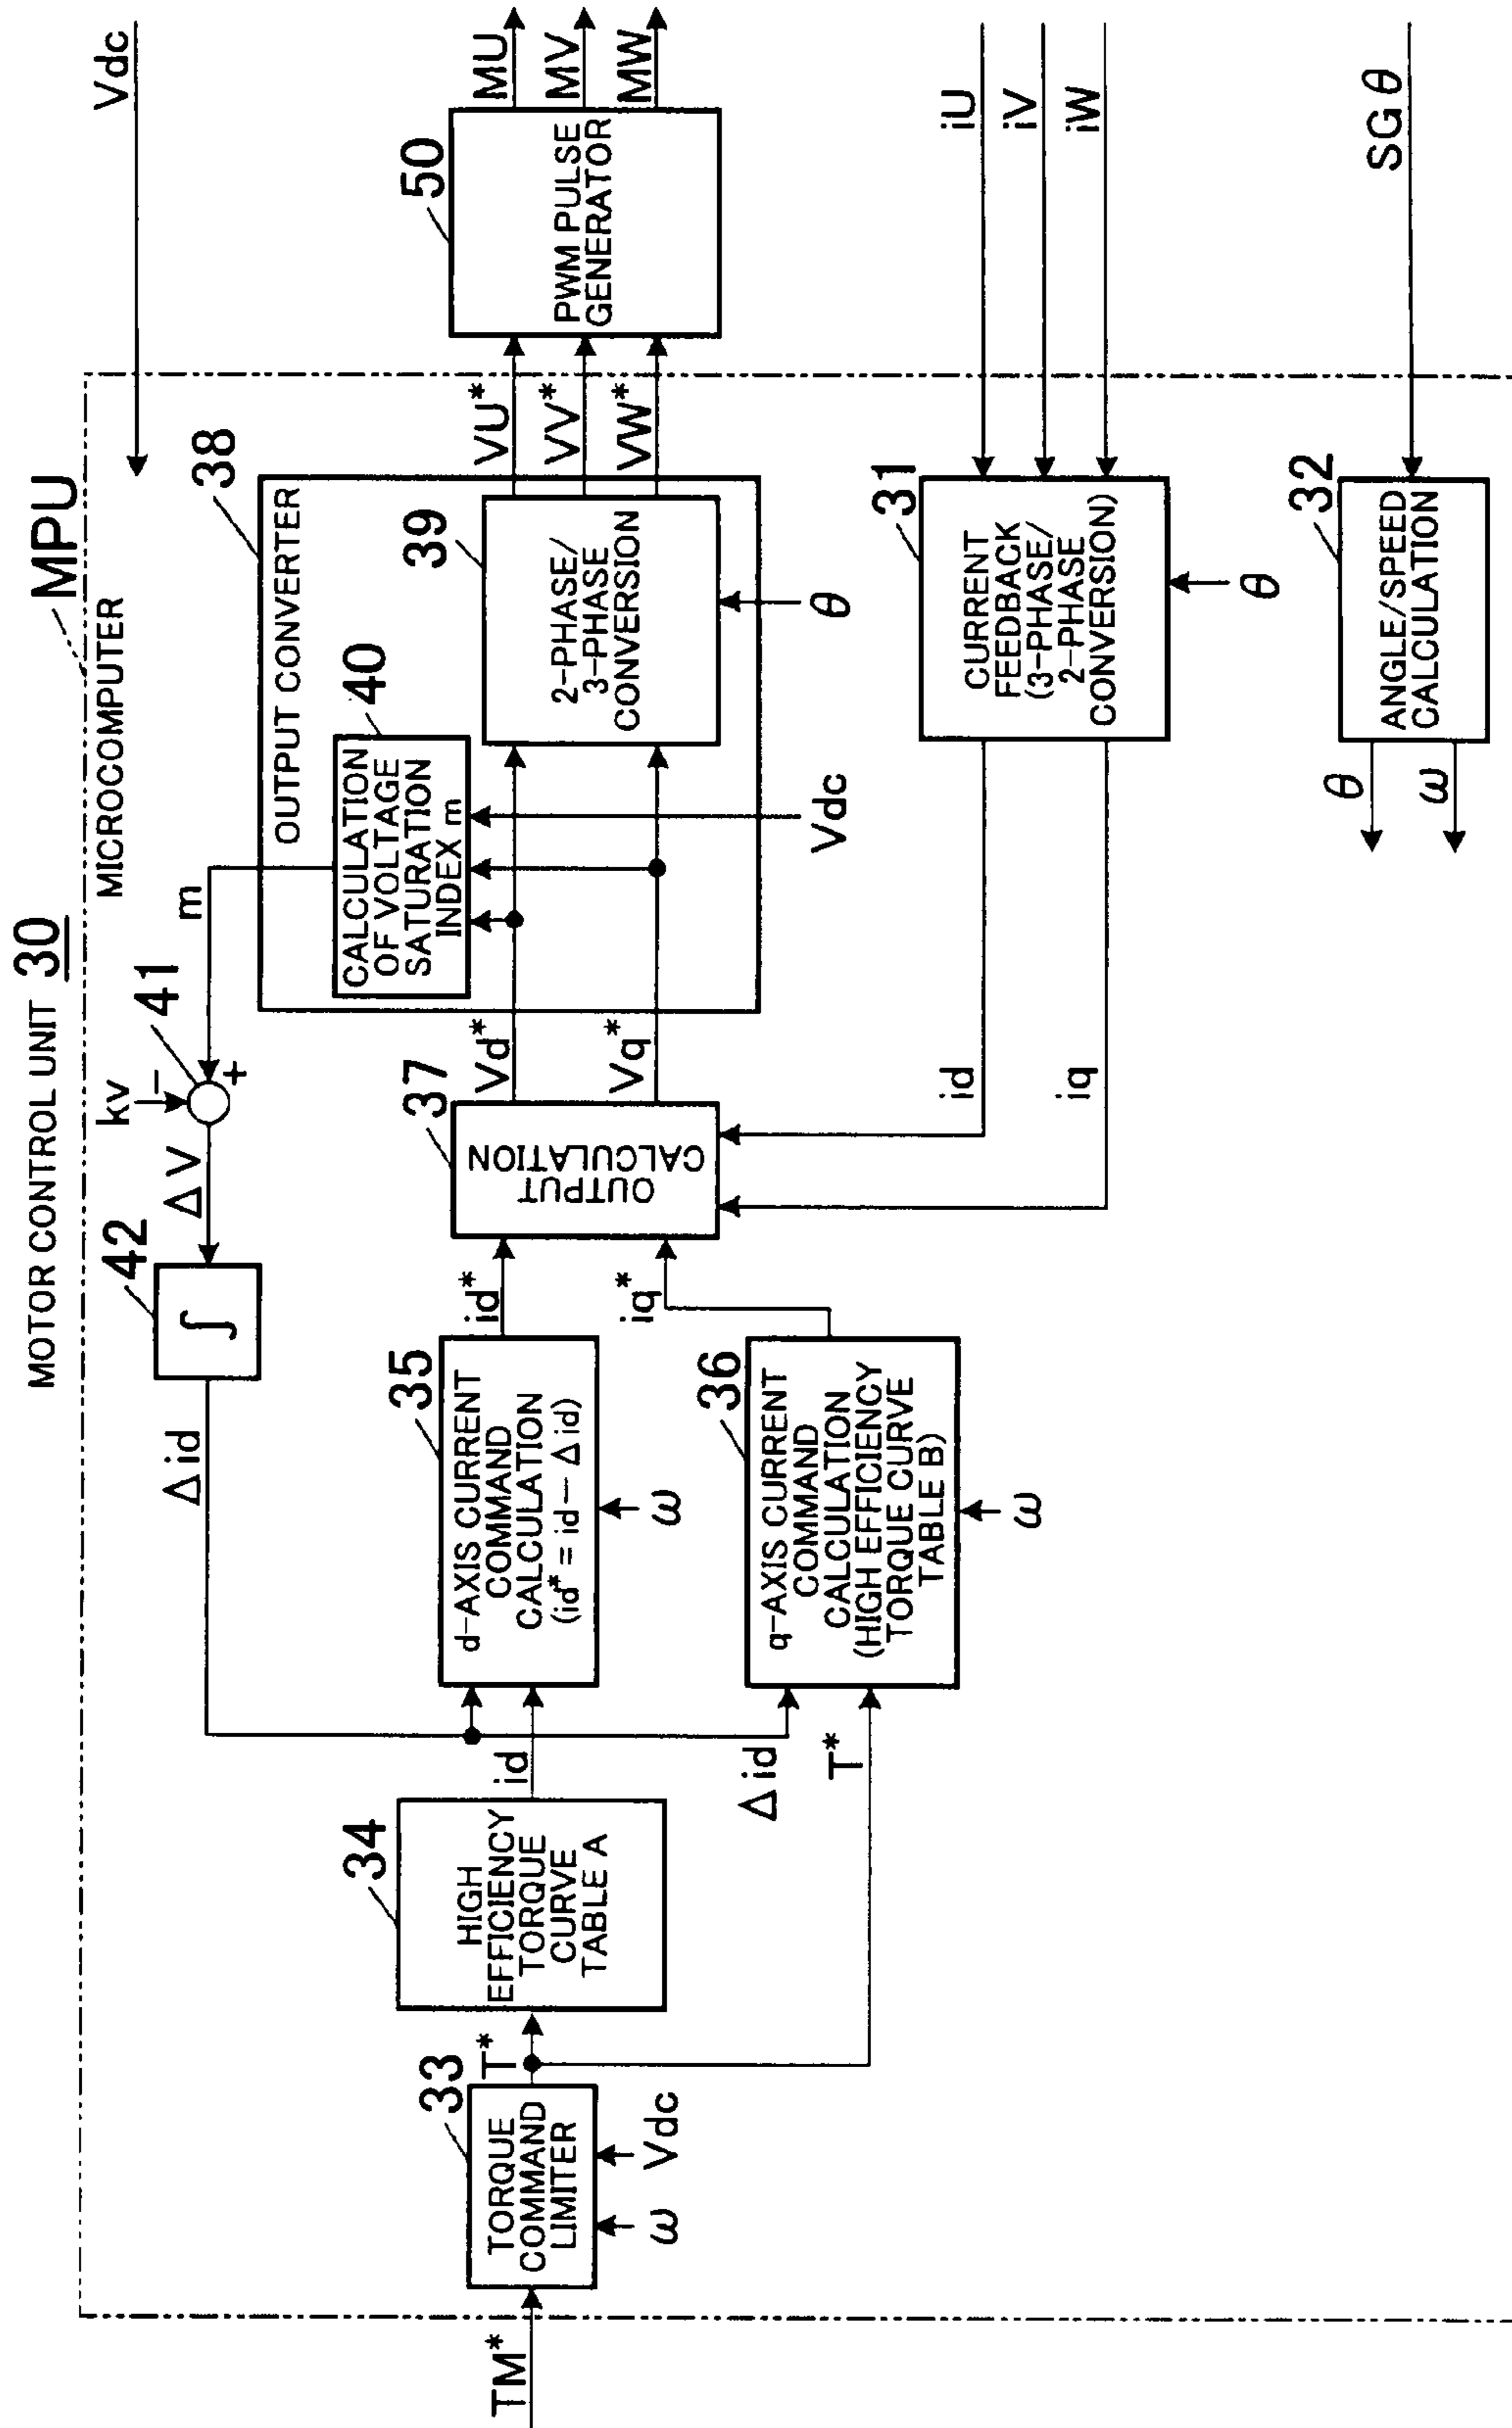 MOTOR CONTROL UNIT 30
MPU
MICROCOMPUTER
Vdc
TM*
33
TORQUE
COMMAND
LIMITER
ω
Vdc
T*
34
HIGH
EFFICIENCY
TORQUE
CURVE
TABLE A
id
Δid
T*
Δid
35
d-AXIS CURRENT
COMMAND
CALCULATION
(id* = id - Δid)
ω
36
q-AXIS CURRENT
COMMAND
CALCULATION
(HIGH EFFICIENCY
TORQUE CURVE
TABLE B)
ω
42
∫
ΔV
kv
−
+
41
m
id*
iq*
37
OUTPUT
CALCULATION
Vd*
Vq*
id
iq
38
OUTPUT CONVERTER
40
CALCULATION
OF VOLTAGE
SATURATION
INDEX m
Vdc
39
2-PHASE/
3-PHASE
CONVERSION
θ
VU*
VV*
VW*
50
PWM PULSE
GENERATOR
MU
MV
MW
31
CURRENT
FEEDBACK
(3-PHASE/
2-PHASE
CONVERSION)
θ
iU
iV
iW
32
ANGLE/SPEED
CALCULATION
θ
ω
SGθ